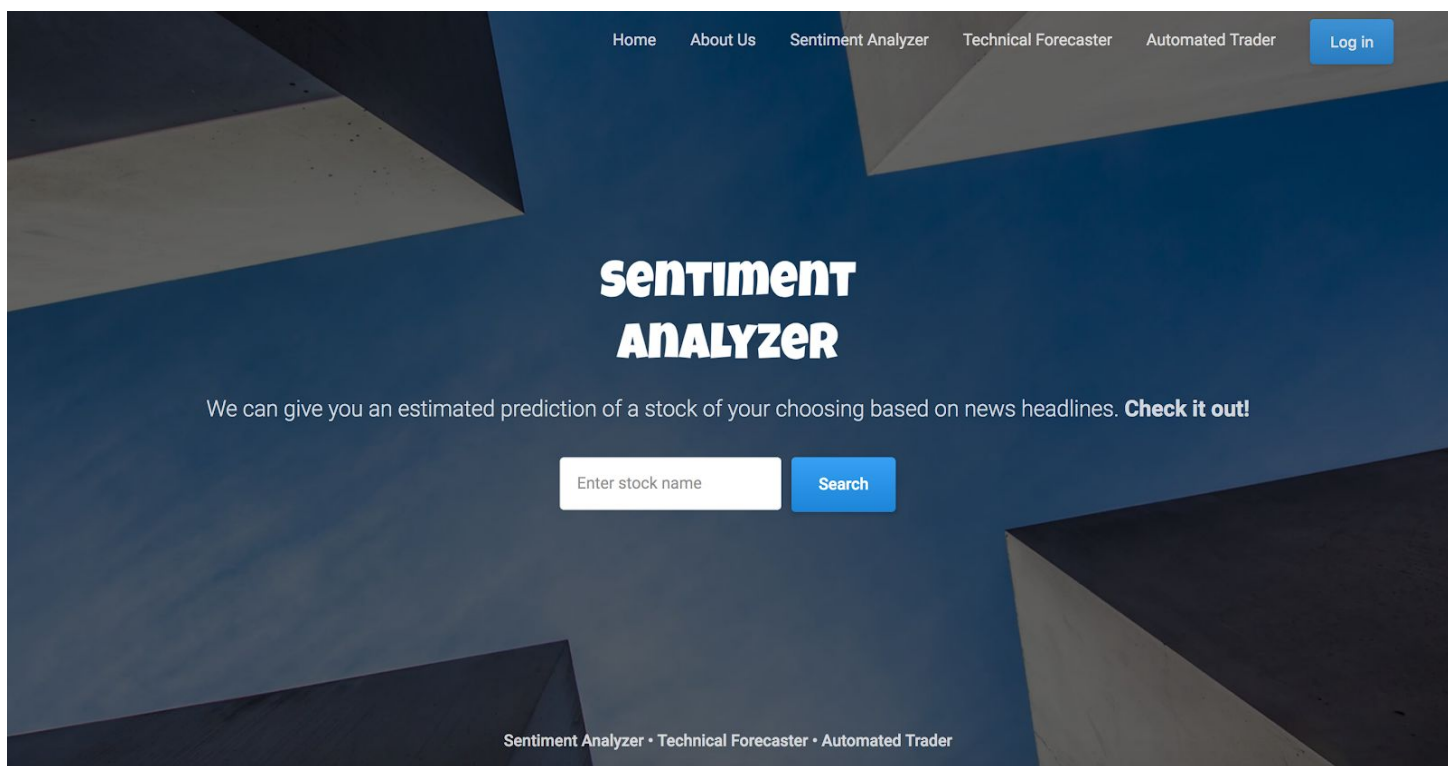 Home About Us Sentiment Analyzer Technical Forecaster Automated Trader Log in
Sentiment
Analyzer
We can give you an estimated prediction of a stock of your choosing based on news headlines. Check it out!
Enter stock name Search
Sentiment Analyzer • Technical Forecaster • Automated Trader